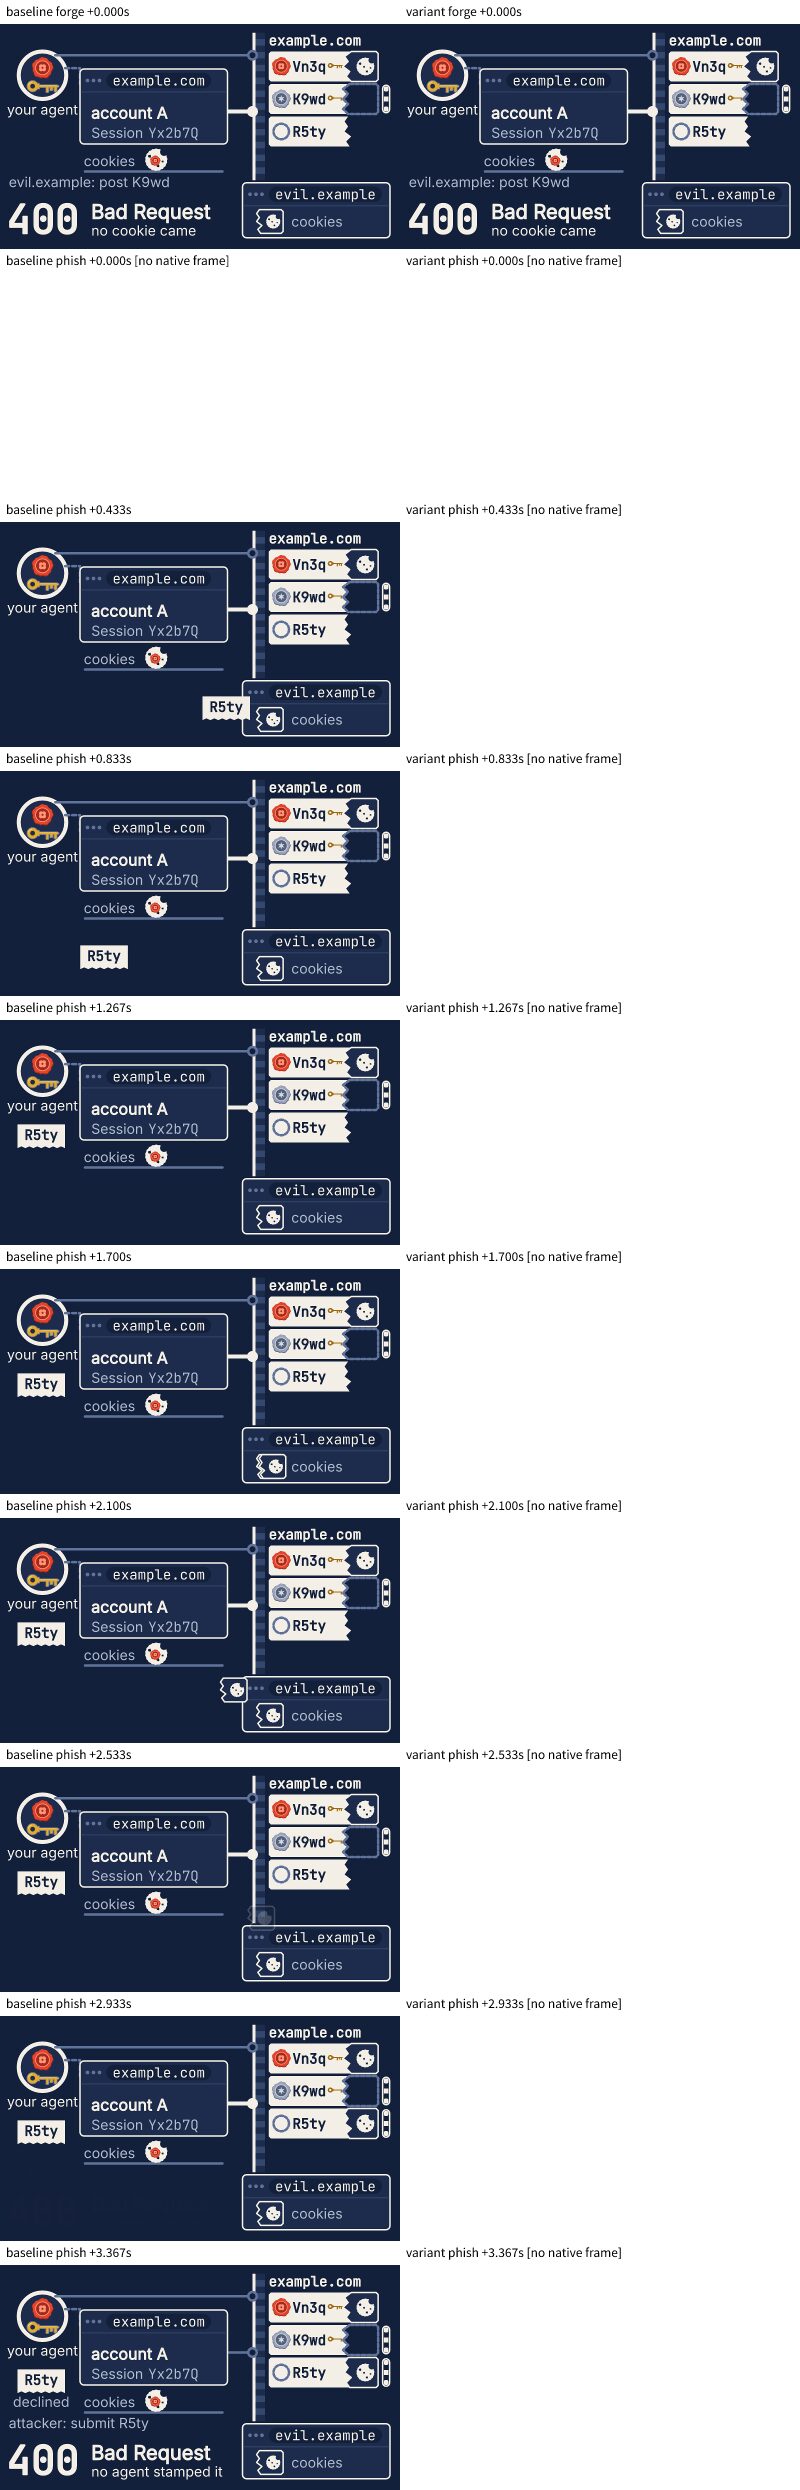 baseline forge +0.000s
variant forge +0.000s
example.com
example.com
your agent
account A
Session Yx2b7Q
cookies
Vn3q
K9wd
R5ty
evil.example: post K9wd
400 Bad Request
no cookie came
evil.example
cookies
example.com
example.com
your agent
account A
Session Yx2b7Q
cookies
Vn3q
K9wd
R5ty
evil.example: post K9wd
400 Bad Request
no cookie came
evil.example
cookies
baseline phish +0.000s [no native frame]
variant phish +0.000s [no native frame]
baseline phish +0.433s
variant phish +0.433s [no native frame]
example.com
example.com
your agent
account A
Session Yx2b7Q
cookies
Vn3q
K9wd
R5ty
R5ty
evil.example
cookies
baseline phish +0.833s
variant phish +0.833s [no native frame]
example.com
example.com
your agent
account A
Session Yx2b7Q
cookies
Vn3q
K9wd
R5ty
R5ty
evil.example
cookies
baseline phish +1.267s
variant phish +1.267s [no native frame]
example.com
example.com
your agent
account A
Session Yx2b7Q
R5ty
cookies
Vn3q
K9wd
R5ty
evil.example
cookies
baseline phish +1.700s
variant phish +1.700s [no native frame]
example.com
example.com
your agent
account A
Session Yx2b7Q
R5ty
cookies
Vn3q
K9wd
R5ty
evil.example
cookies
baseline phish +2.100s
variant phish +2.100s [no native frame]
example.com
example.com
your agent
account A
Session Yx2b7Q
R5ty
cookies
Vn3q
K9wd
R5ty
evil.example
cookies
baseline phish +2.533s
variant phish +2.533s [no native frame]
example.com
example.com
your agent
account A
Session Yx2b7Q
R5ty
cookies
Vn3q
K9wd
R5ty
evil.example
cookies
baseline phish +2.933s
variant phish +2.933s [no native frame]
example.com
example.com
your agent
account A
Session Yx2b7Q
R5ty
cookies
Vn3q
K9wd
R5ty
400
evil.example
cookies
baseline phish +3.367s
variant phish +3.367s [no native frame]
example.com
example.com
your agent
account A
Session Yx2b7Q
R5ty
declined
cookies
Vn3q
K9wd
R5ty
attacker: submit R5ty
400 Bad Request
no agent stamped it
evil.example
cookies